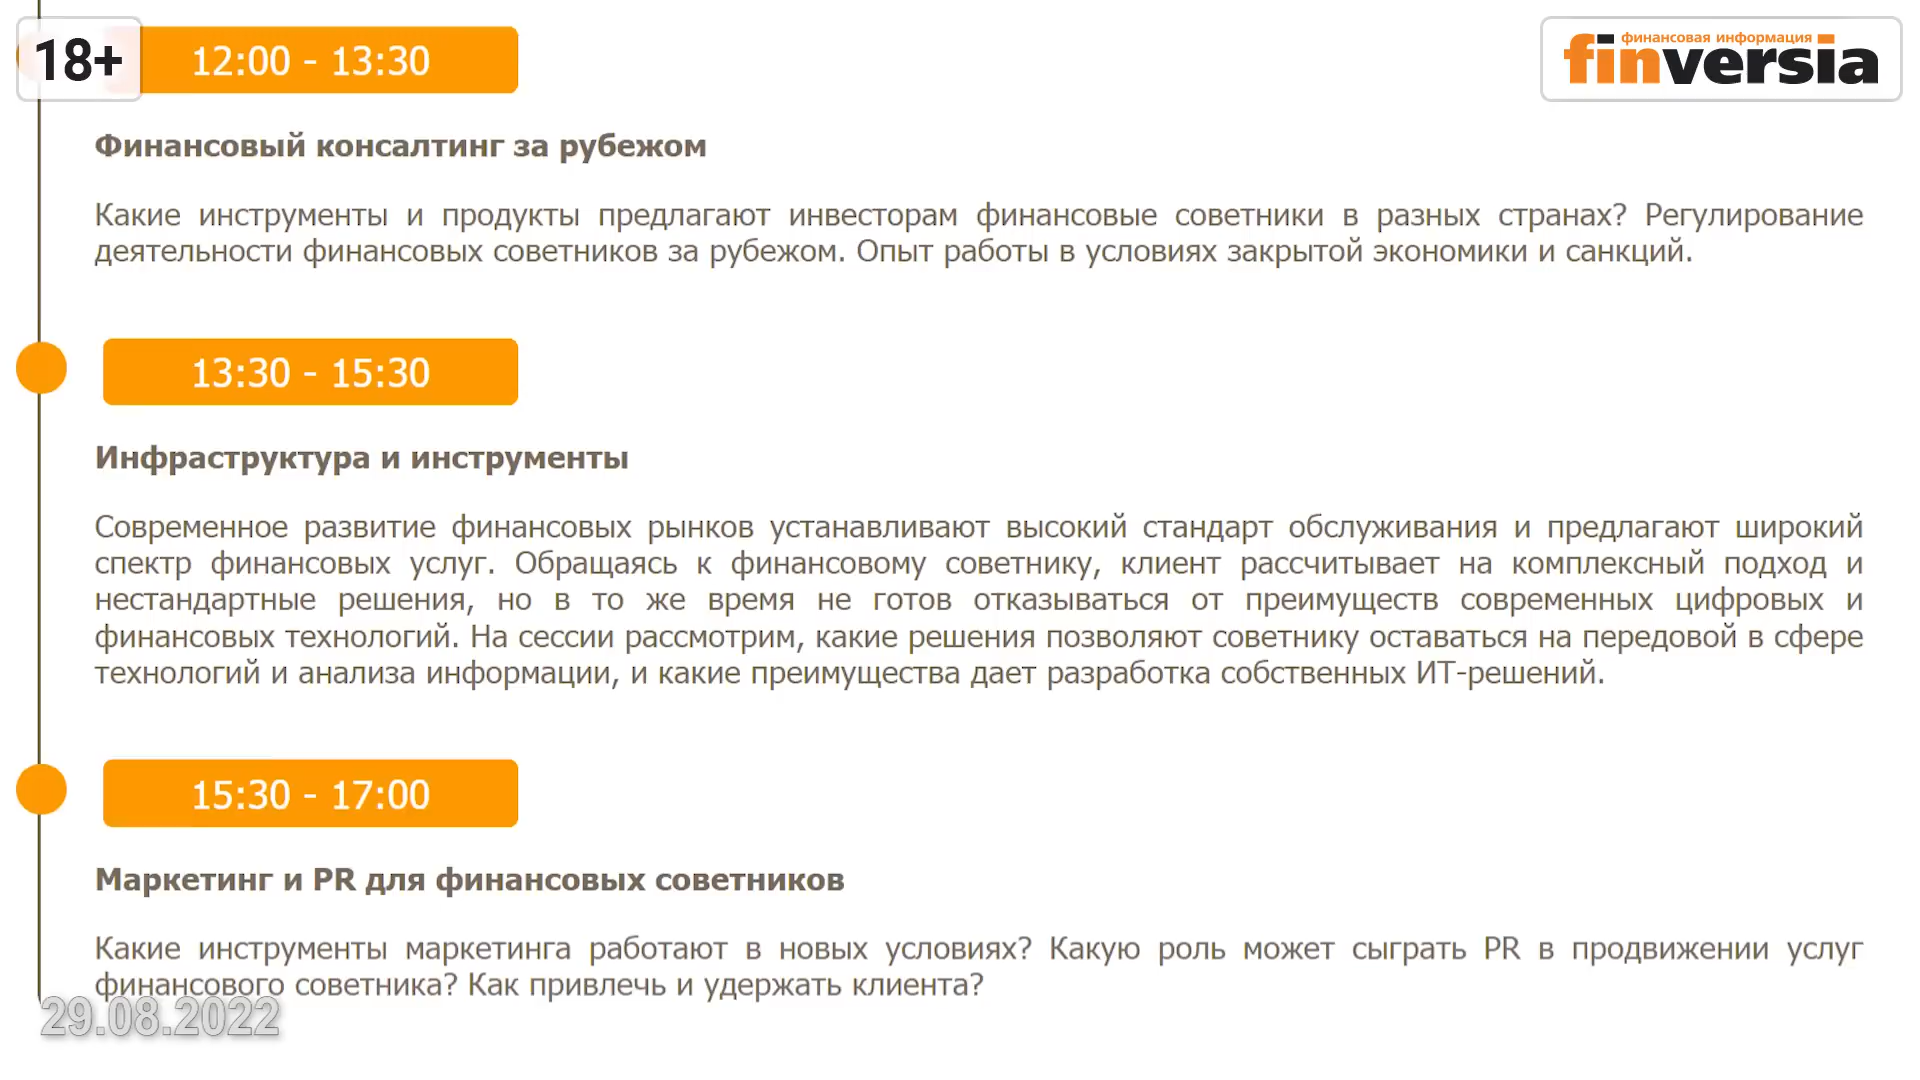 18+
12:00 - 13:30
финансовая информация
finversia
Финансовый консалтинг за рубежом
Какие инструменты и продукты предлагают инвесторам финансовые советники в разных странах? Регулирование
деятельности финансовых советников за рубежом. Опыт работы в условиях закрытой экономики и санкций.
13:30 - 15:30
Инфраструктура и инструменты
Современное развитие финансовых рынков устанавливают высокий стандарт обслуживания и предлагают широкий
спектр финансовых услуг. Обращаясь к финансовому советнику, клиент рассчитывает на комплексный подход и
нестандартные решения, но в то же время не готов отказываться от преимуществ современных цифровых и
финансовых технологий. На сессии рассмотрим, какие решения позволяют советнику оставаться на передовой в сфере
технологий и анализа информации, и какие преимущества дает разработка собственных ИТ-решений.
15:30 - 17:00
Маркетинг и PR для финансовых советников
Какие инструменты маркетинга работают в новых условиях? Какую роль может сыграть PR в продвижении услуг
финансового советника? Как привлечь и удержать клиента?
29.08.2022